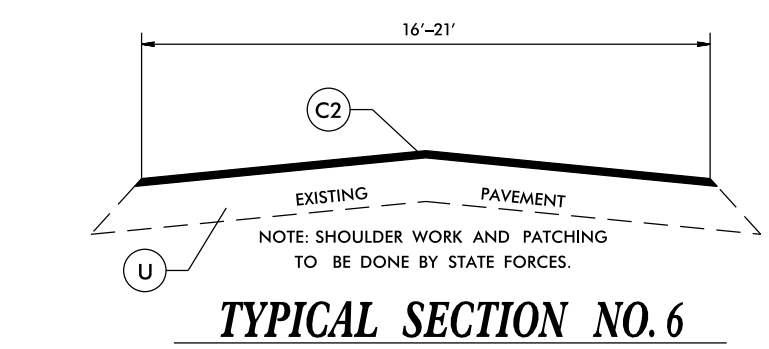 16'–21'
C2
EXISTING PAVEMENT
NOTE: SHOULDER WORK AND PATCHING
TO BE DONE BY STATE FORCES.
U
TYPICAL SECTION NO. 6